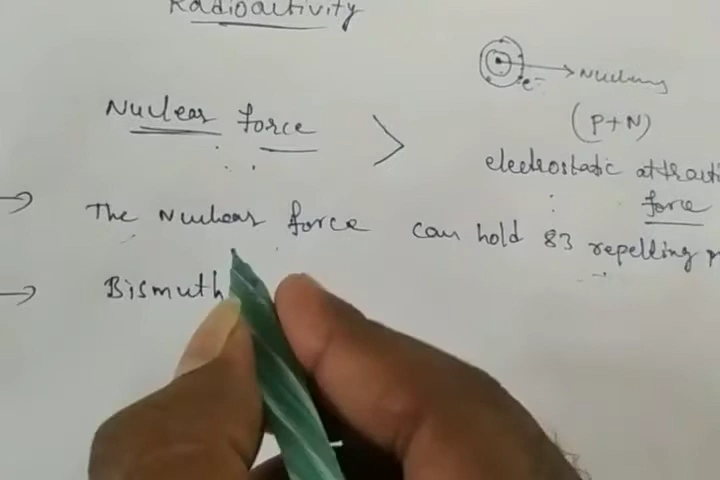 Radioactivity
Nucleus
e-
(P+N)
Nuclear force >
electrostatic attracti
force
→ The Nuclear force can hold 83 repelling p
→ Bismuth